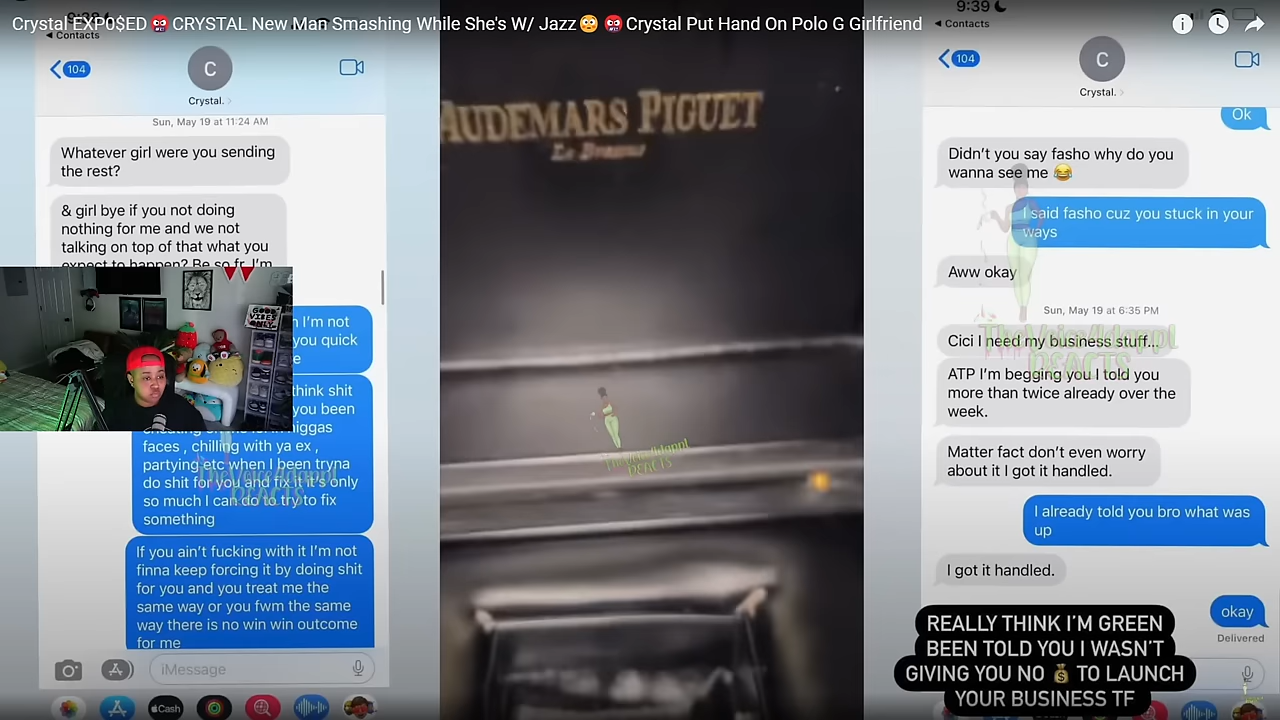 Crystal EXP0$ED👹CRYSTAL New Man Smashing While She's W/ Jazz😳 👹Crystal Put Hand On Polo G Girlfriend
Contacts
104
C
Crystal.
Sun, May 19 at 11:24 AM
Whatever girl were you sending
the rest?
& girl bye if you not doing
nothing for me and we not
talking on top of that what you
expect to happen? Be so fr. I'm
I'm not
you quick
think shit
you been
niggas
faces , chilling with ya ex ,
partying etc when I been tryna
do shit for you and fix it it's only
so much I can do to try to fix
something
If you ain't fucking with it I'm not
finna keep forcing it by doing shit
for you and you treat me the
same way or you fwm the same
way there is no win win outcome
for me
iMessage
Cash
GOOD
VIBES
ONLY
AUDEMARS PIGUET
Le Brassus
TheVoice4dappl
REACTS
9:39
Contacts
104
C
Crystal.
Ok
Didn't you say fasho why do you
wanna see me 😂
I said fasho cuz you stuck in your
ways
Aww okay
Sun, May 19 at 6:35 PM
Cici I need my business stuff...
ATP I'm begging you I told you
more than twice already over the
week.
Matter fact don't even worry
about it I got it handled.
I already told you bro what was
up
I got it handled.
okay
Delivered
REALLY THINK I'M GREEN
BEEN TOLD YOU I WASN'T
GIVING YOU NO 💰 TO LAUNCH
YOUR BUSINESS TF